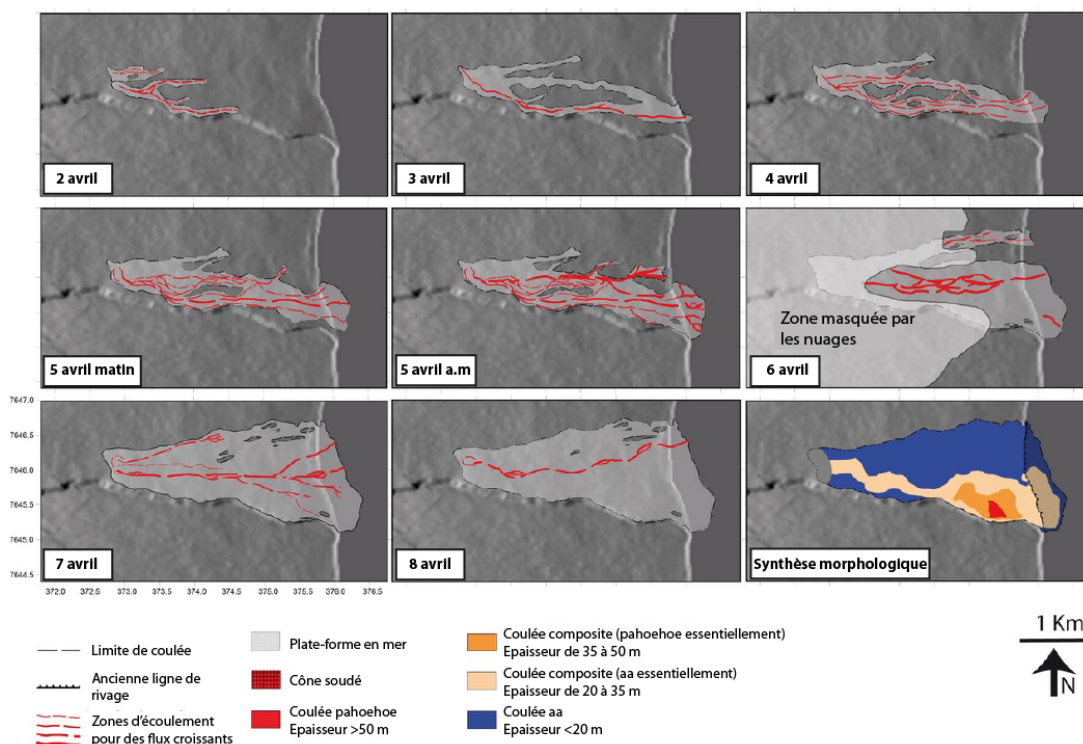 2 avril
3 avril
4 avril
5 avril matin
5 avril a.m
Zone masquée par
les nuages
6 avril
7647.0
7646.5
7646.0
7645.5
7645.0
7644.5
7 avril
8 avril
Synthèse morphologique
372.0 372.5 373.0 373.5 374.0 374.5 375.0 375.5 376.0 376.5
Limite de coulée
Ancienne ligne de
rivage
Zones d'écoulement
pour des flux croissants
Plate-forme en mer
Cône soudé
Coulée pahoehoe
Epaisseur >50 m
Coulée composite (pahoehoe essentiellement)
Epaisseur de 35 à 50 m
Coulée composite (aa essentiellement)
Epaisseur de 20 à 35 m
Coulée aa
Epaisseur <20 m
1 Km
N